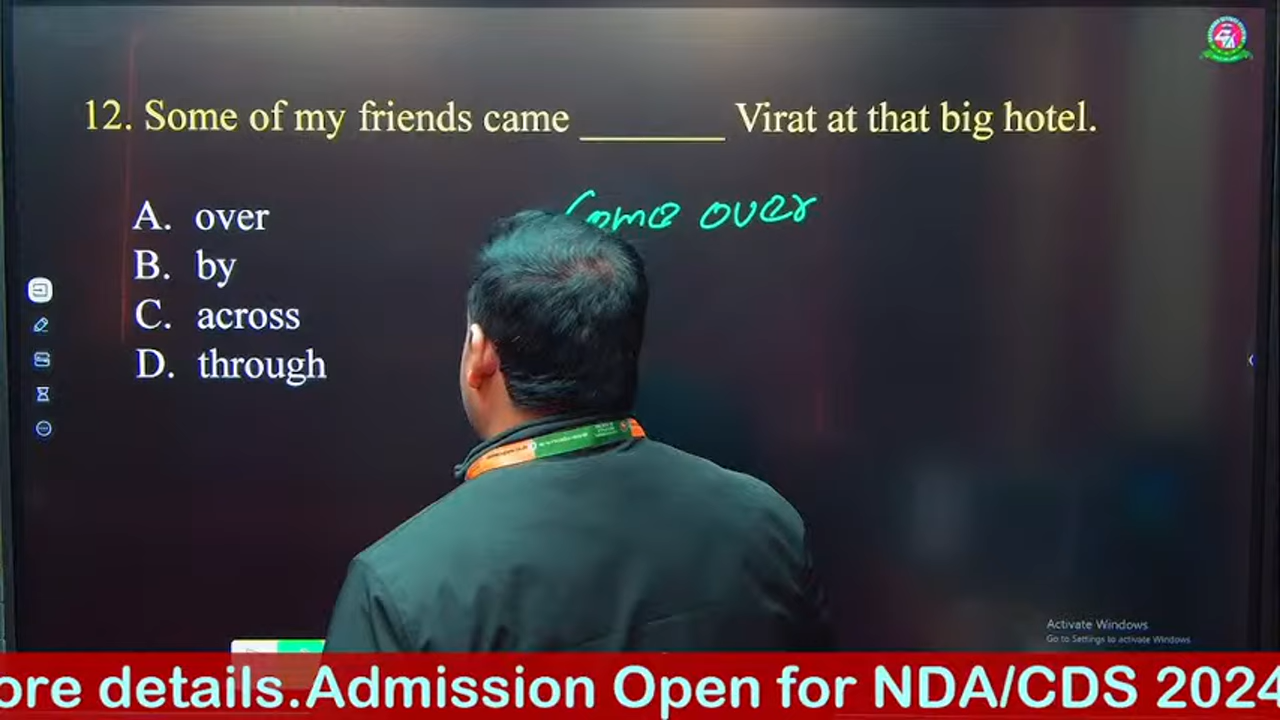 12. Some of my friends came _______ Virat at that big hotel.
Come over
A. over
B. by
C. across
D. through
Activate Windows
Go to Settings to activate Windows.
ore details.Admission Open for NDA/CDS 2024